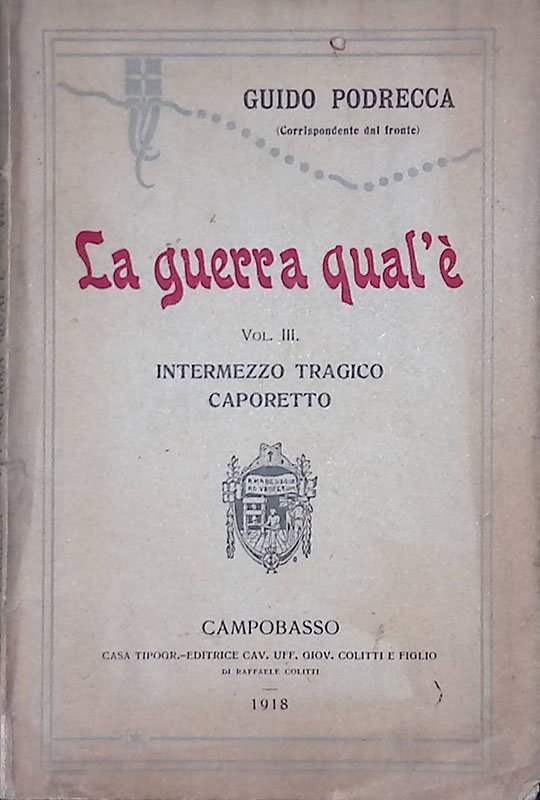 GUIDO PODRECCA
(Corrispondente dal fronte)
La guerra qual'è
VOL. III.
INTERMEZZO TRAGICO
CAPORETTO
CAMPOBASSO
CASA TIPOGR.-EDITRICE CAV. UFF. GIOV. COLITTI E FIGLIO
DI RAFFAELE COLITTI
1918